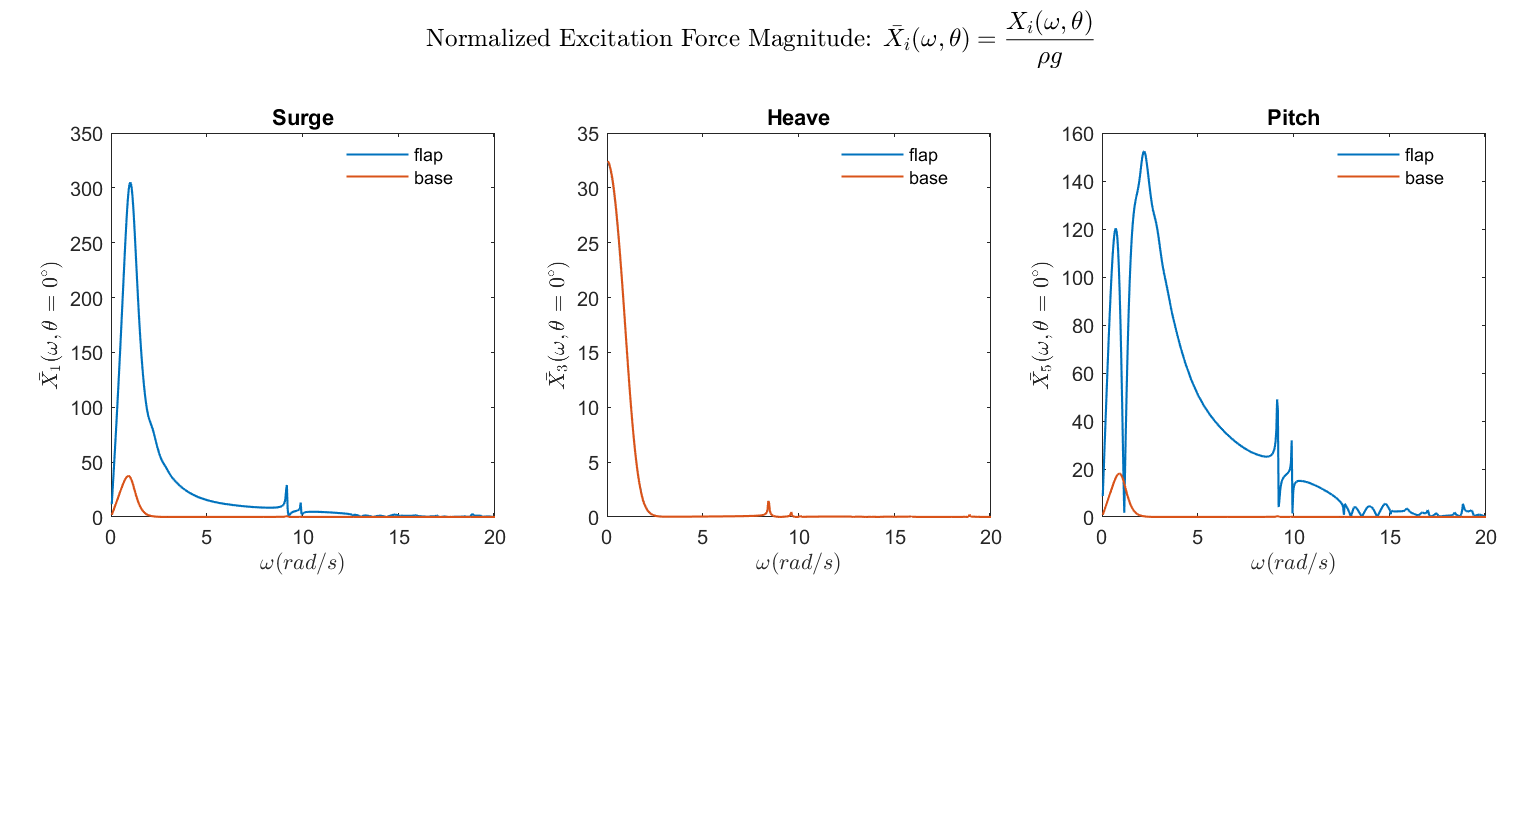 Normalized Excitation Force Magnitude: X̄ᵢ(ω, θ) = Xᵢ(ω, θ) / ρg
Surge
350
300
250
200
150
100
50
0
0 5 10 15 20
X̄₁(ω, θ = 0°)
ω(rad/s)
flap
base
Heave
35
30
25
20
15
10
5
0
0 5 10 15 20
X̄₃(ω, θ = 0°)
ω(rad/s)
flap
base
Pitch
160
140
120
100
80
60
40
20
0
0 5 10 15 20
X̄₅(ω, θ = 0°)
ω(rad/s)
flap
base